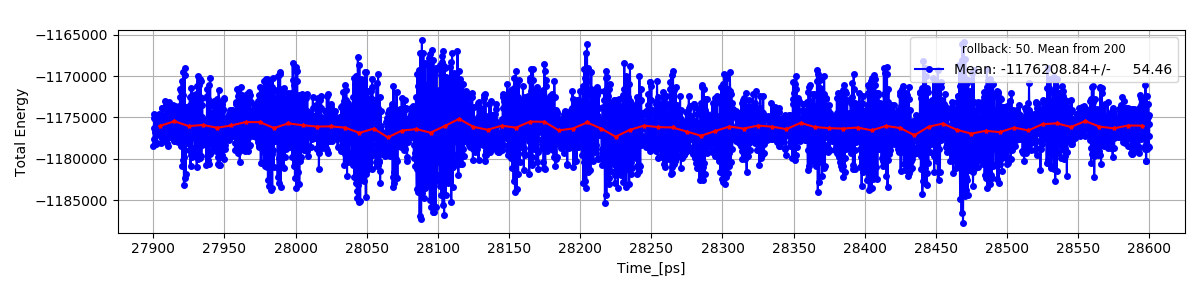 −1165000
−1170000
−1175000
−1180000
−1185000
Total Energy
rollback: 50. Mean from 200
Mean: -1176208.84+/-     54.46
27900 27950 28000 28050 28100 28150 28200 28250 28300 28350 28400 28450 28500 28550 28600
Time_[ps]